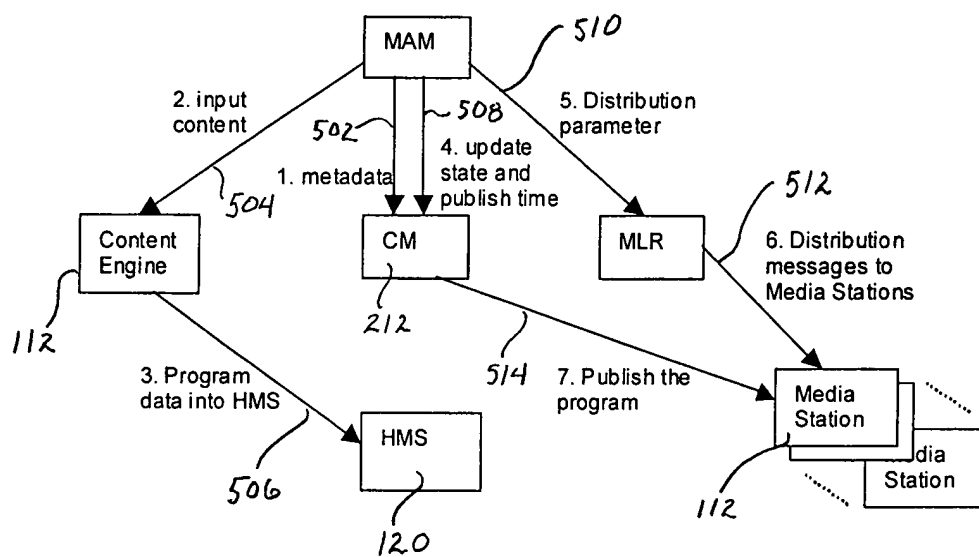 MAM
510
2. input
content
502
508
5. Distribution
parameter
504
1. metadata
4. update
state and
publish time
512
Content
Engine
CM
MLR
6. Distribution
messages to
Media Stations
112
212
3. Program
data into HMS
514
7. Publish the
program
Media
Station
HMS
506
120
112
Media
Station